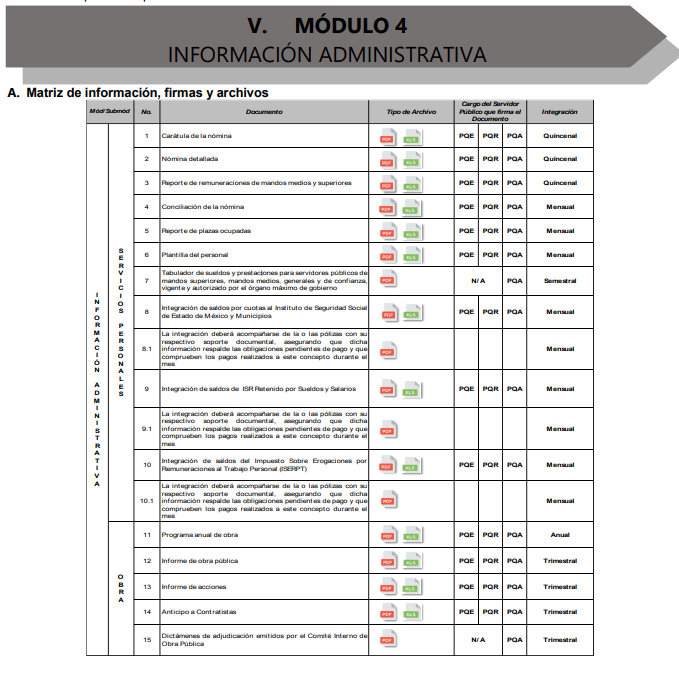 V. MÓDULO 4
INFORMACIÓN ADMINISTRATIVA
A. Matriz de información, firmas y archivos
Mód/Submód No. Documento Tipo de Archivo Cargo del Servidor Público que firma el Documento Integración
INFORMACIÓN ADMINISTRATIVA
SERVICIOS PERSONALES
1 Carátula de la nómina PDF XLS PQE PQR PQA Quincenal
2 Nómina detallada PDF XLS PQE PQR PQA Quincenal
3 Reporte de remuneraciones de mandos medios y superiores PDF XLS PQE PQR PQA Quincenal
4 Conciliación de la nómina PDF XLS PQE PQR PQA Mensual
5 Reporte de plazas ocupadas PDF XLS PQE PQR PQA Mensual
6 Plantilla del personal PDF XLS PQE PQR PQA Mensual
7 Tabulador de sueldos y prestaciones para servidores públicos de
mandos superiores, mandos medios, generales y de confianza,
vigente y autorizado por el órgano máximo de gobierno PDF N/A PQA Semestral
8 Integración de saldos por cuotas al Instituto de Seguridad Social
de Estado de México y Municipios PDF XLS PQE PQR PQA Mensual
8.1 La integración deberá acompañarse de la o las pólizas con su
respectivo soporte documental, asegurando que dicha
información respalde las obligaciones pendientes de pago y que
comprueben los pagos realizados a este concepto durante el
mes PDF Mensual
9 Integración de saldos de ISR Retenido por Sueldos y Salarios PDF XLS PQE PQR PQA Mensual
9.1 La integración deberá acompañarse de la o las pólizas con su
respectivo soporte documental, asegurando que dicha
información respalde las obligaciones pendientes de pago y que
comprueben los pagos realizados a este concepto durante el
mes PDF Mensual
10 Integración de saldos del Impuesto Sobre Erogaciones por
Remuneraciones al Trabajo Personal (ISERPT) PDF XLS PQE PQR PQA Mensual
10.1 La integración deberá acompañarse de la o las pólizas con su
respectivo soporte documental, asegurando que dicha
información respalde las obligaciones pendientes de pago y que
comprueben los pagos realizados a este concepto durante el
mes PDF Mensual
OBRA
11 Programa anual de obra PDF XLS PQE PQR PQA Anual
12 Informe de obra pública PDF XLS PQE PQR PQA Trimestral
13 Informe de acciones PDF XLS PQE PQR PQA Trimestral
14 Anticipo a Contratistas PDF XLS PQE PQR PQA Trimestral
15 Dictámenes de adjudicación emitidos por el Comité Interno de
Obra Pública PDF N/A PQA Trimestral